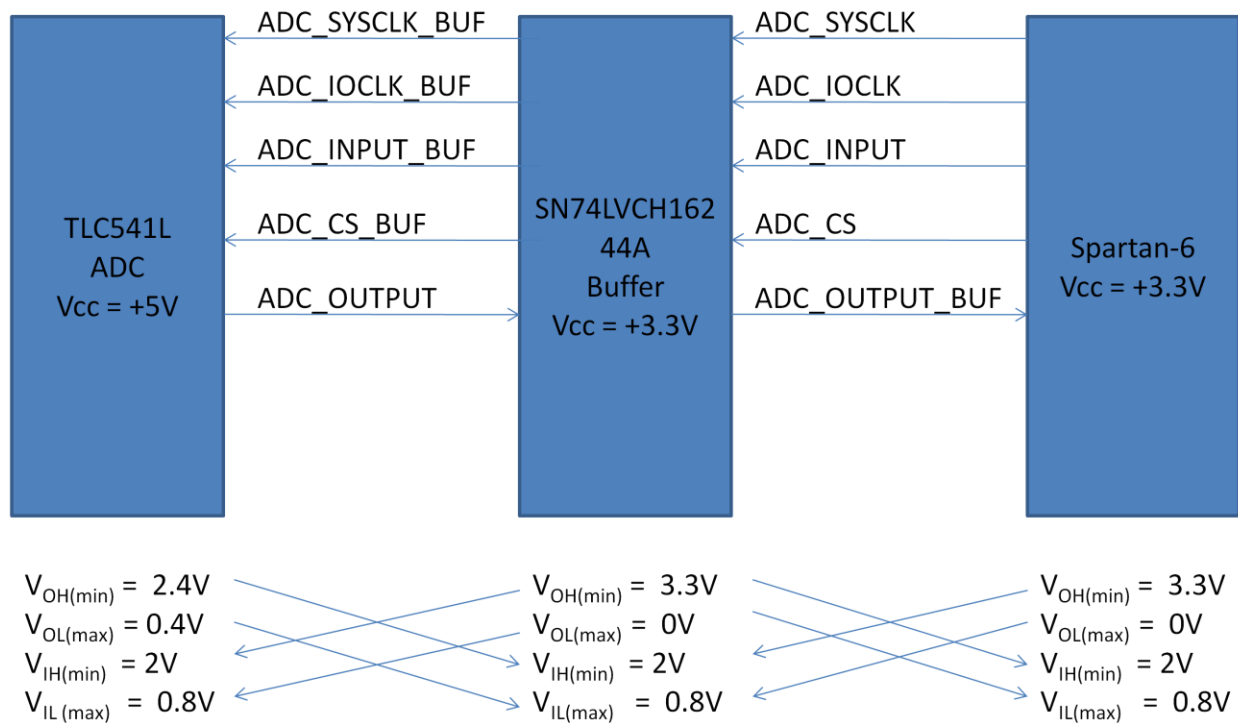 ADC_SYSCLK_BUF
ADC_SYSCLK
ADC_IOCLK_BUF
ADC_IOCLK
ADC_INPUT_BUF
ADC_INPUT
ADC_CS_BUF
ADC_CS
ADC_OUTPUT
ADC_OUTPUT_BUF
TLC541L
ADC
Vcc = +5V
SN74LVCH162
44A
Buffer
Vcc = +3.3V
Spartan-6
Vcc = +3.3V
VOH(min) = 2.4V
VOL(max) = 0.4V
VIH(min) = 2V
VIL (max) = 0.8V
VOH(min) = 3.3V
VOL(max) = 0V
VIH(min) = 2V
VIL(max) = 0.8V
VOH(min) = 3.3V
VOL(max) = 0V
VIH(min) = 2V
VIL(max) = 0.8V